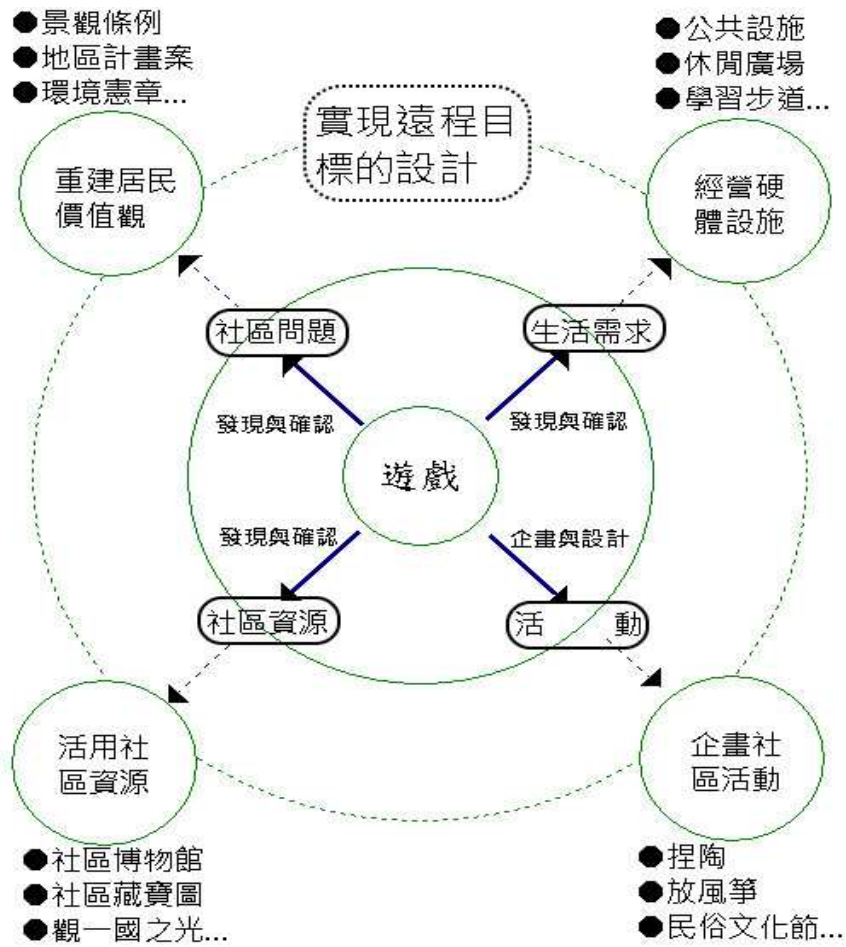 ●景觀條例
●地區計畫案
●環境憲章...
●公共設施
●休閒廣場
●學習步道...
實現遠程目
標的設計
重建居民
價值觀
經營硬
體設施
社區問題
生活需求
發現與確認
發現與確認
遊戲
發現與確認
企畫與設計
社區資源
活 動
活用社
區資源
企畫社
區活動
●社區博物館
●社區藏寶圖
●觀一國之光...
●捏陶
●放風箏
●民俗文化節...